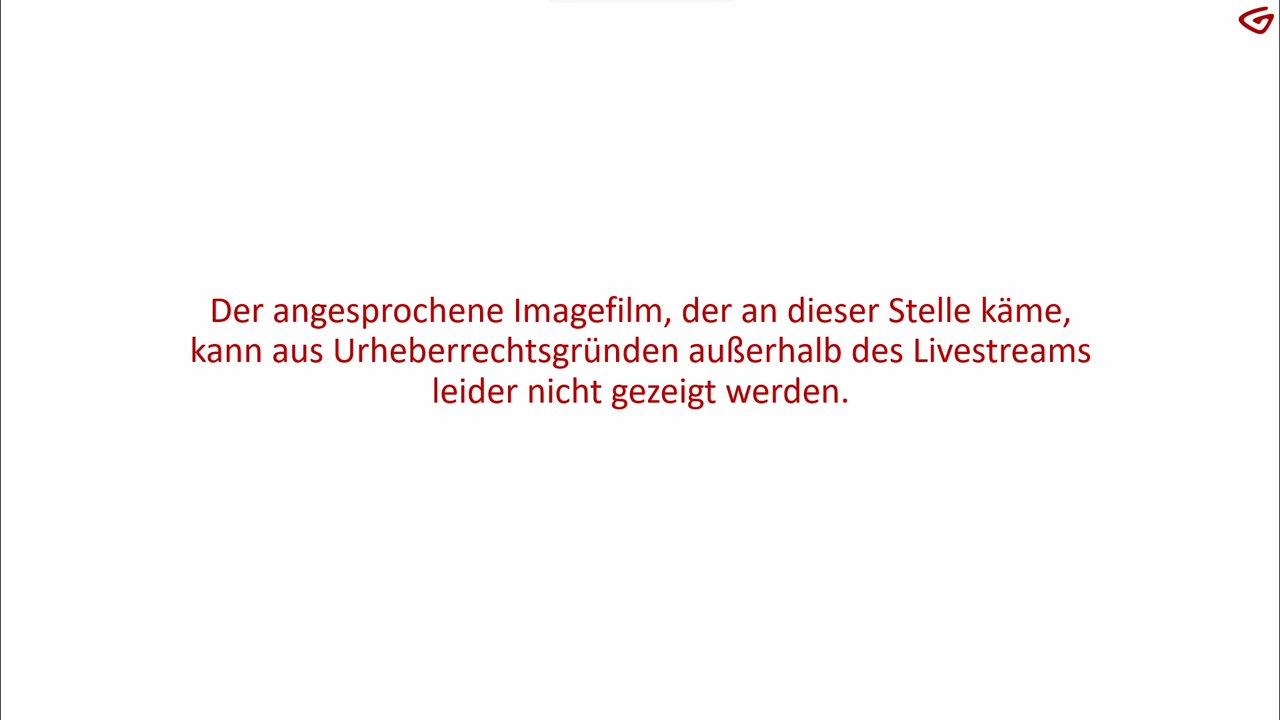 Der angesprochene Imagefilm, der an dieser Stelle käme,
kann aus Urheberrechtsgründen außerhalb des Livestreams
leider nicht gezeigt werden.